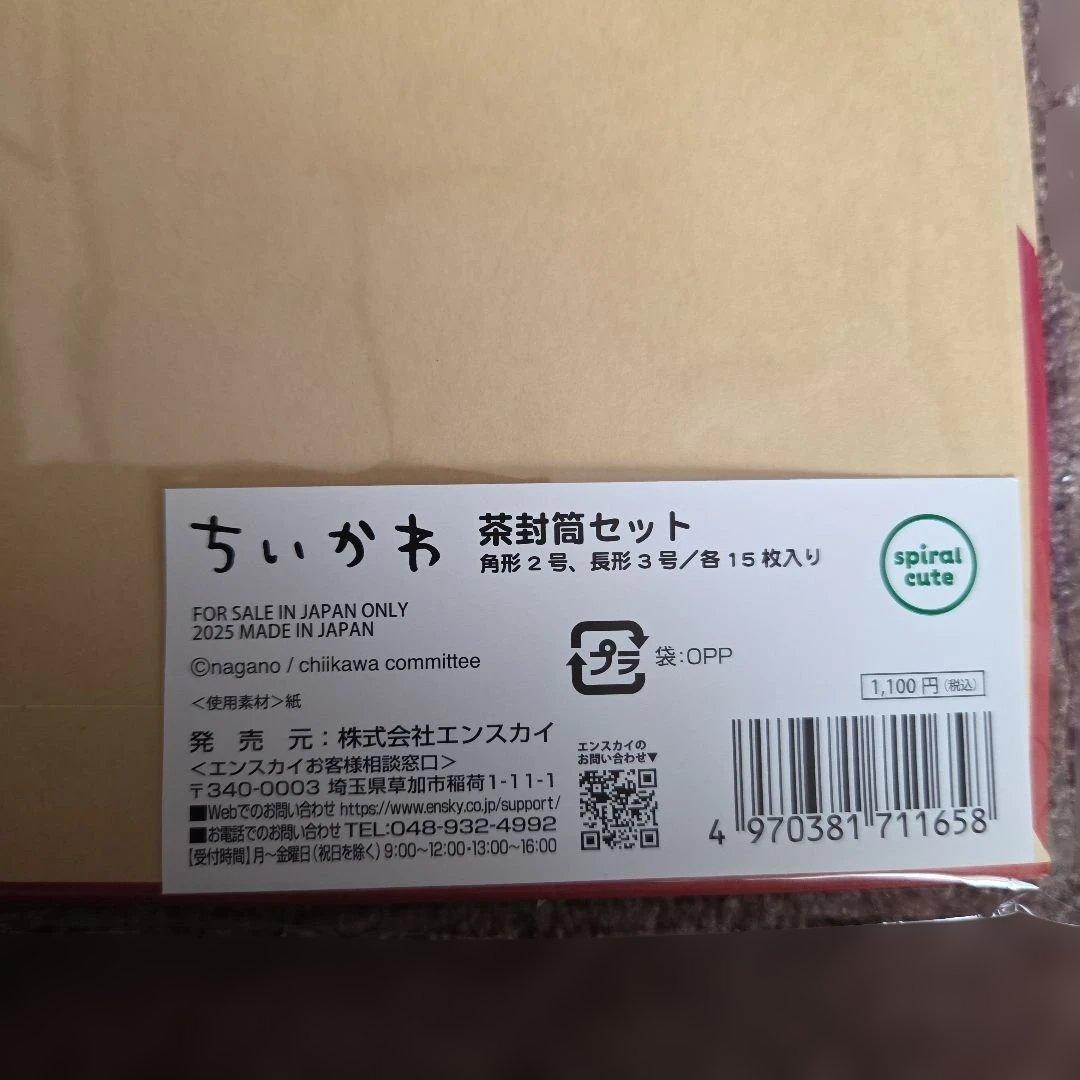 ちいかわ
茶封筒セット
角形2号、長形3号／各15枚入り
spiral
cute
FOR SALE IN JAPAN ONLY
2025 MADE IN JAPAN
©nagano / chiikawa committee
プラ
袋:OPP
＜使用素材＞紙
1,100円(税込)
発 売 元：株式会社エンスカイ
＜エンスカイお客様相談窓口＞
〒340-0003 埼玉県草加市稲荷1-11-1
■Webでのお問い合わせ https://www.ensky.co.jp/support/
■お電話でのお問い合わせ TEL:048-932-4992
【受付時間】月〜金曜日(祝日を除く) 9:00〜12:00・13:00〜16:00
エンスカイの
お問い合わせ▼
4 970381 711658